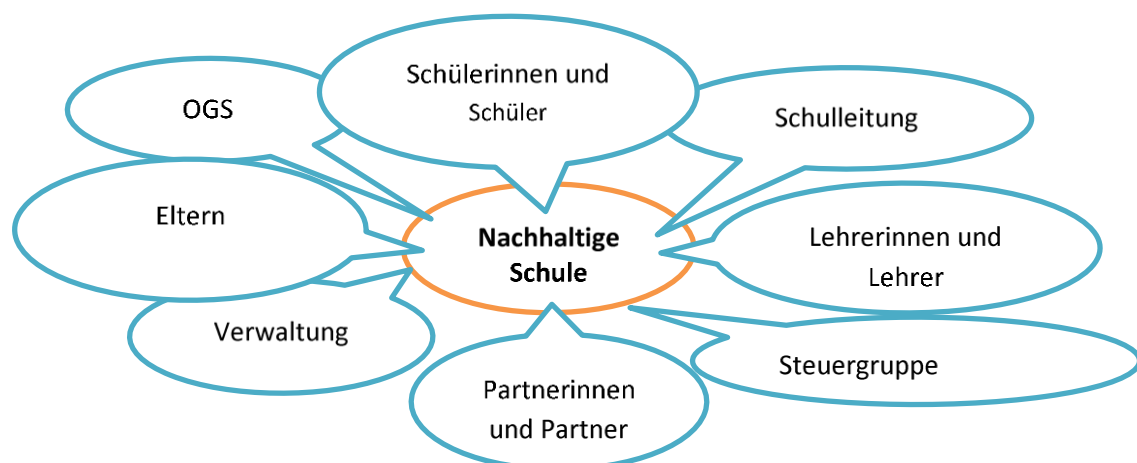 Schülerinnen und
Schüler
OGS
Schulleitung
Eltern
Nachhaltige
Schule
Lehrerinnen und
Lehrer
Verwaltung
Steuergruppe
Partnerinnen
und Partner